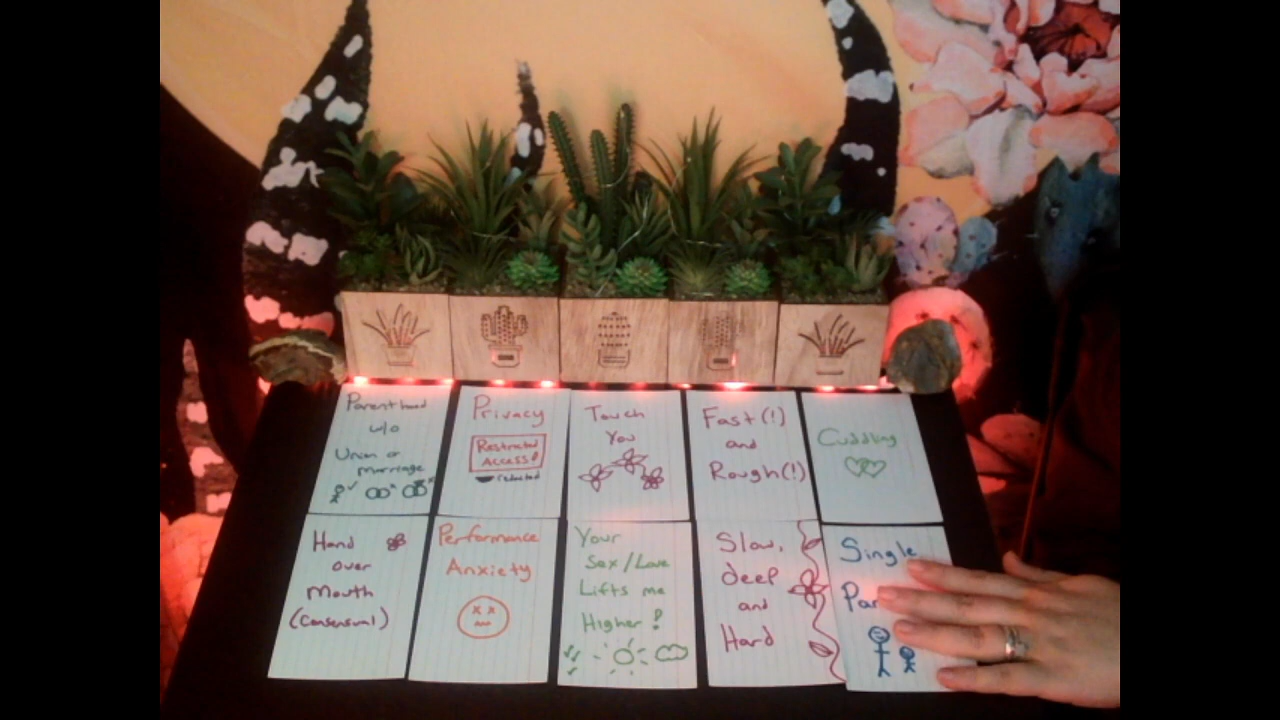 Parenthood
w/o
Union or
marriage
Privacy
Restricted
Access!
redacted
Touch
You
Fast(!)
and
Rough(!)
Cuddling
Hand
over
Mouth
(Consensual)
Performance
Anxiety
Your
Sex/Love
Lifts me
Higher!
Slow,
deep
and
Hard
Single
Par